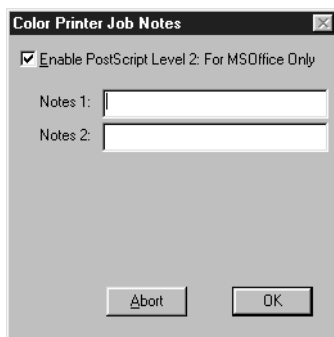 Color Printer Job Notes
Enable PostScript Level 2: For MSOffice Only
Notes 1:
Notes 2:
Abort OK